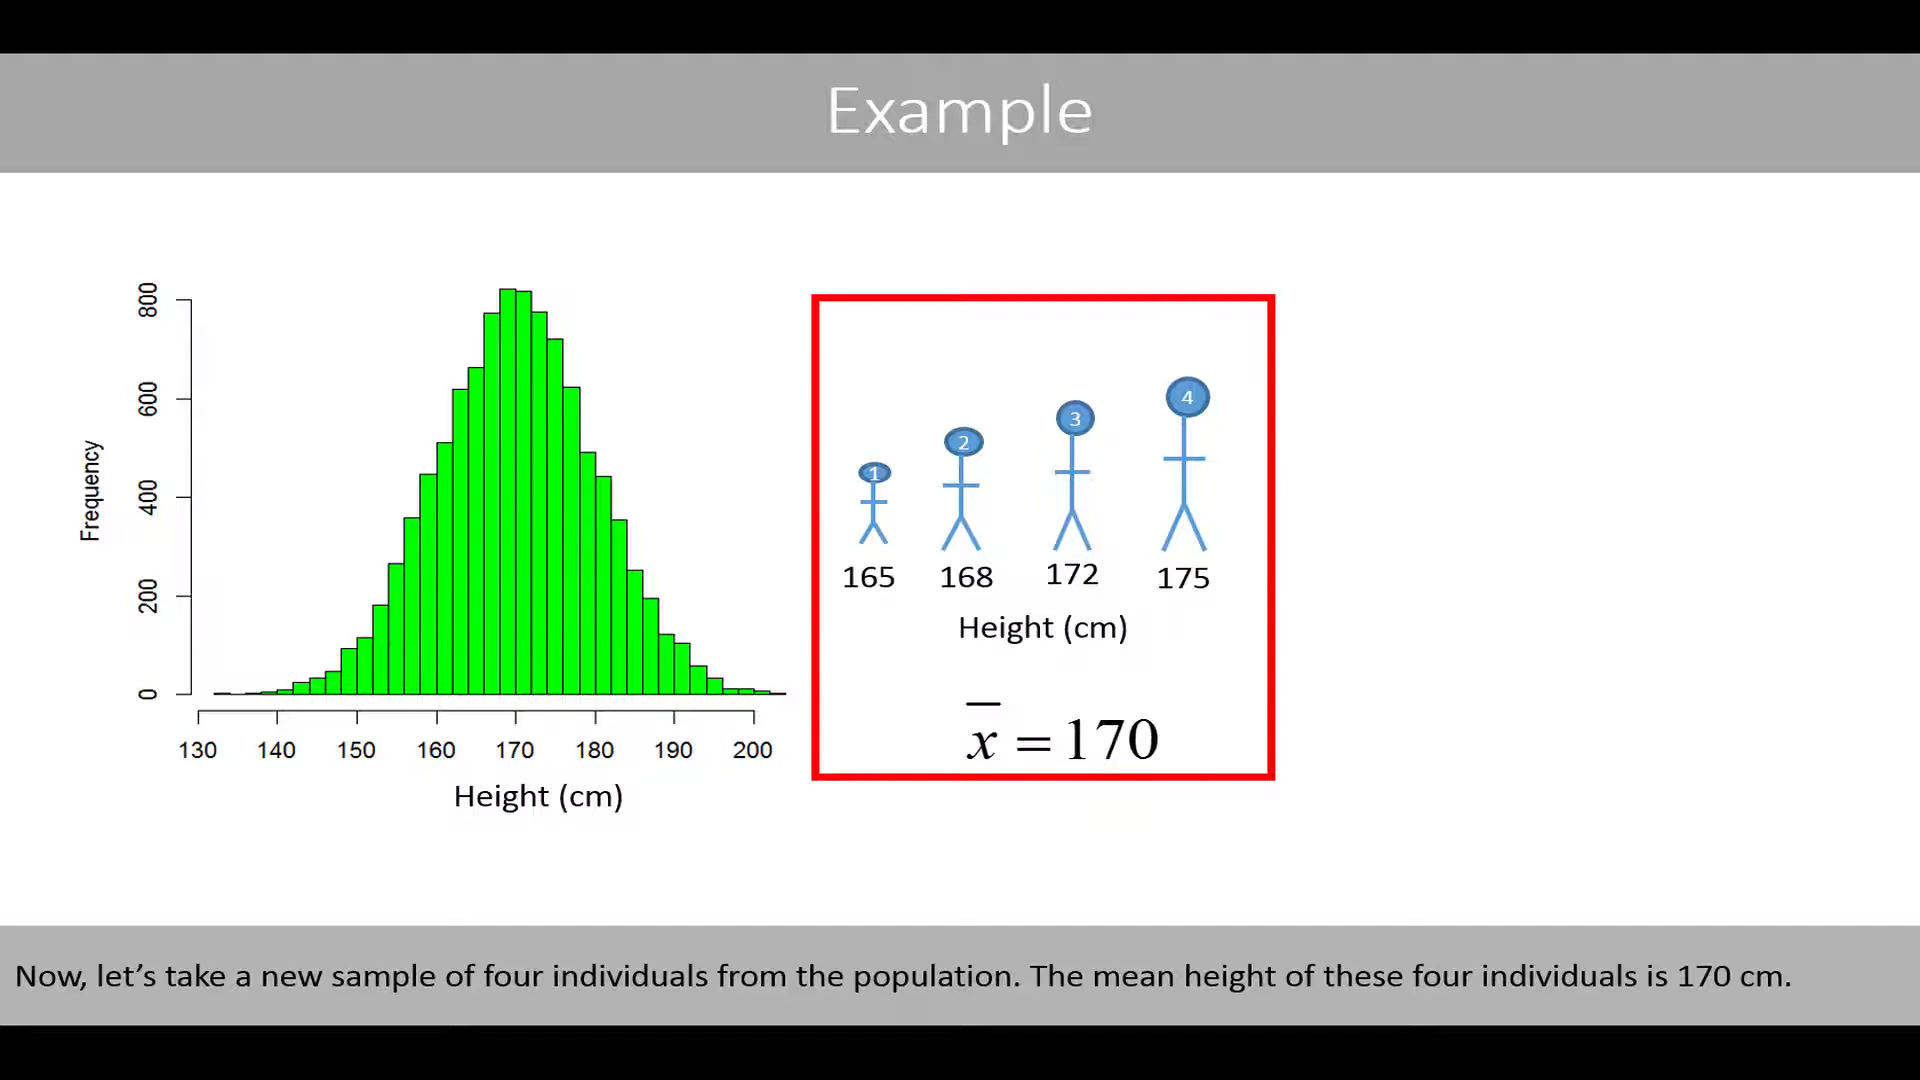 Example
800
600
400
200
0
Frequency
130 140 150 160 170 180 190 200
Height (cm)
1 2 3 4
165 168 172 175
Height (cm)
x̄ = 170
Now, let’s take a new sample of four individuals from the population. The mean height of these four individuals is 170 cm.